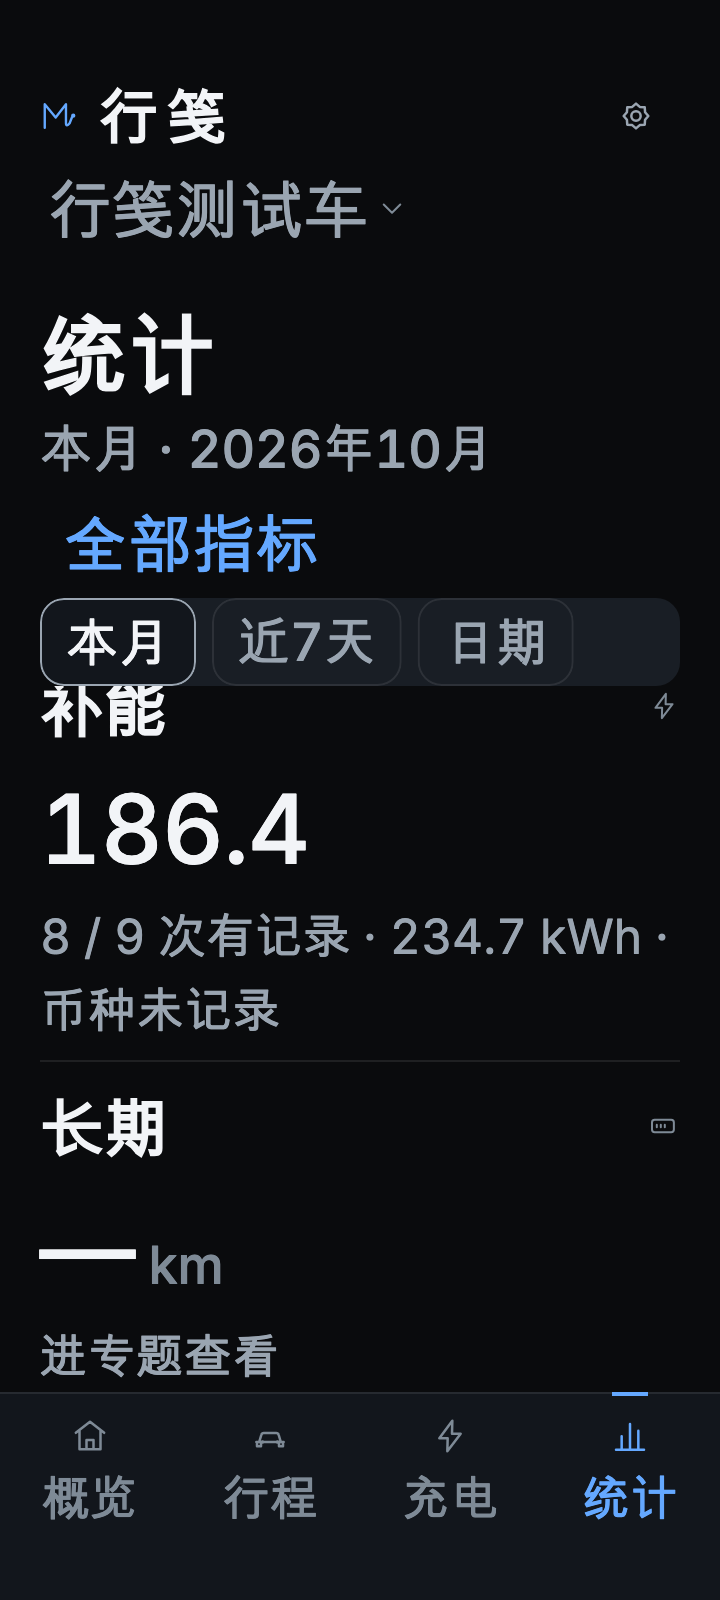 行笺
行笺测试车
统计
本月 · 2026年10月
全部指标
本月 近7天 日期
补能
186.4
8 / 9 次有记录 · 234.7 kWh ·
币种未记录
长期
— km
进专题查看
概览 行程 充电 统计